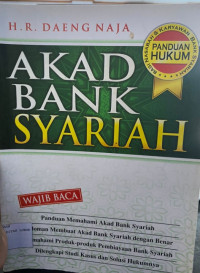 H.R. DAENG NAJA
PANDUAN
HUKUM
AKAD
BANK
SYARIAH
WAJIB BACA
Panduan Memahami Akad Bank Syariah
Membuat Akad Bank Syariah dengan Benar
Produk-produk Pembiayaan Bank Syariah
Dilengkapi Studi Kasus dan Solusi Hukumnya